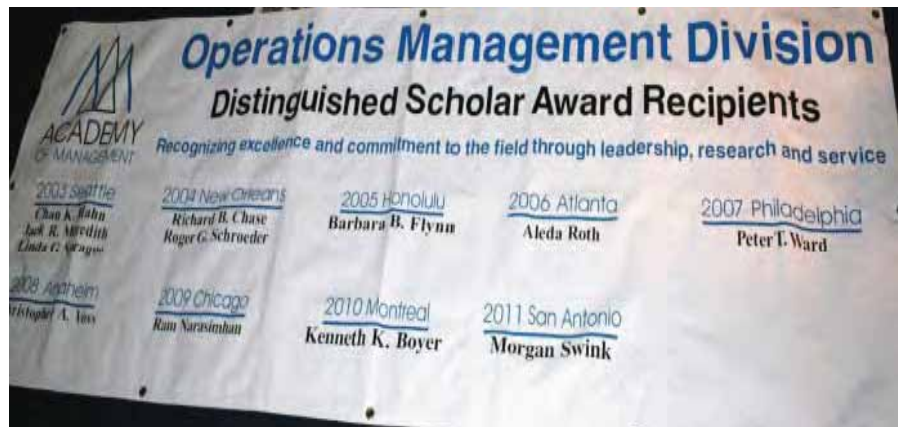 Operations Management Division
Distinguished Scholar Award Recipients
Recognizing excellence and commitment to the field through leadership, research and service
ACADEMY
OF MANAGEMENT
2003 Seattle
Chan K. Hahn
Jack R. Meredith
Linda G.
2004 New Orleans
Richard B. Chase
Roger G. Schroeder
2005 Honolulu
Barbara B. Flynn
2006 Atlanta
Aleda Roth
2007 Philadelphia
Peter T. Ward
2008 Anaheim
ristopher A. Voss
2009 Chicago
Ram Narasimhan
2010 Montreal
Kenneth K. Boyer
2011 San Antonio
Morgan Swink